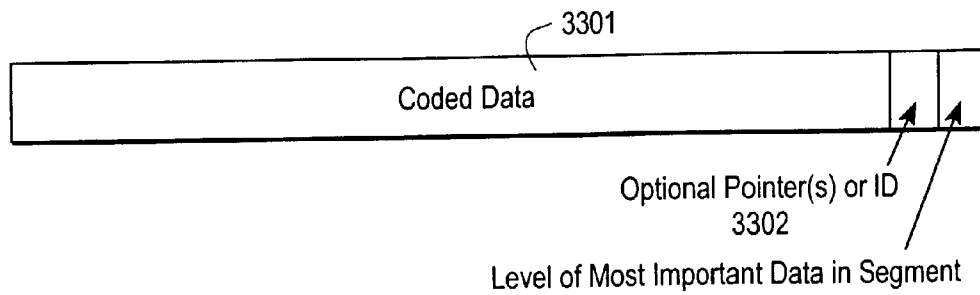 3301
Coded Data
Optional Pointer(s) or ID
3302
Level of Most Important Data in Segment